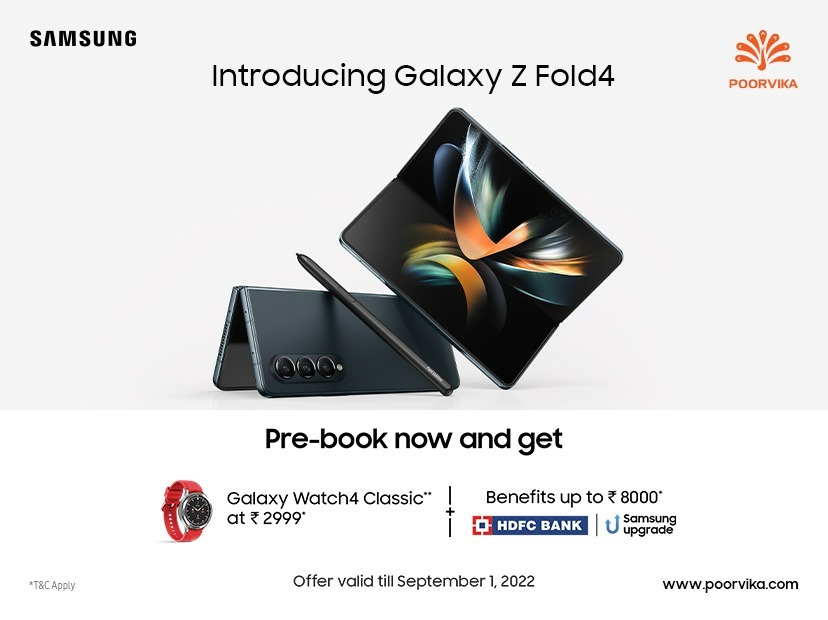 SAMSUNG
POORVIKA
Introducing Galaxy Z Fold4
Pre-book now and get
Galaxy Watch4 Classic**
at ₹ 2999*
+
Benefits up to ₹ 8000*
HDFC BANK
Samsung
upgrade
*T&C Apply
Offer valid till September 1, 2022
www.poorvika.com